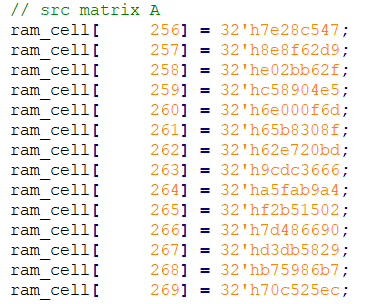 // src matrix A
ram_cell[     256] = 32'h7e28c547;
ram_cell[     257] = 32'h8e8f62d9;
ram_cell[     258] = 32'he02bb62f;
ram_cell[     259] = 32'hc58904e5;
ram_cell[     260] = 32'h6e000f6d;
ram_cell[     261] = 32'h65b8308f;
ram_cell[     262] = 32'h62e720bd;
ram_cell[     263] = 32'h9cdc3666;
ram_cell[     264] = 32'ha5fab9a4;
ram_cell[     265] = 32'hf2b51502;
ram_cell[     266] = 32'h7d486690;
ram_cell[     267] = 32'hd3db5829;
ram_cell[     268] = 32'hb75986b7;
ram_cell[     269] = 32'h70c525ec;